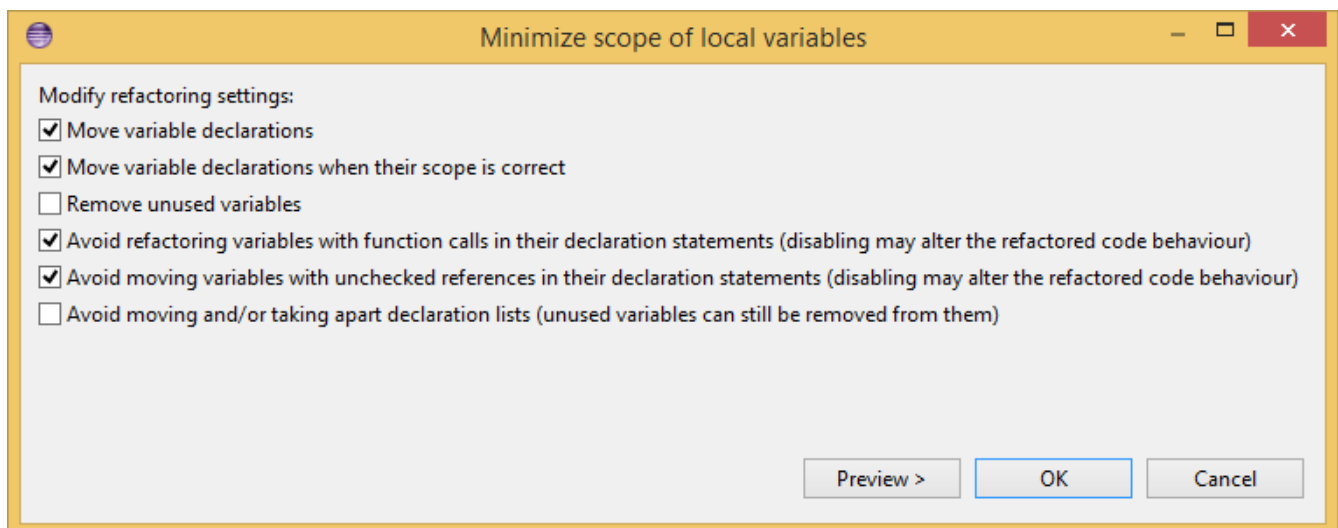 Minimize scope of local variables
Modify refactoring settings:
Move variable declarations
Move variable declarations when their scope is correct
Remove unused variables
Avoid refactoring variables with function calls in their declaration statements (disabling may alter the refactored code behaviour)
Avoid moving variables with unchecked references in their declaration statements (disabling may alter the refactored code behaviour)
Avoid moving and/or taking apart declaration lists (unused variables can still be removed from them)
Preview > OK Cancel